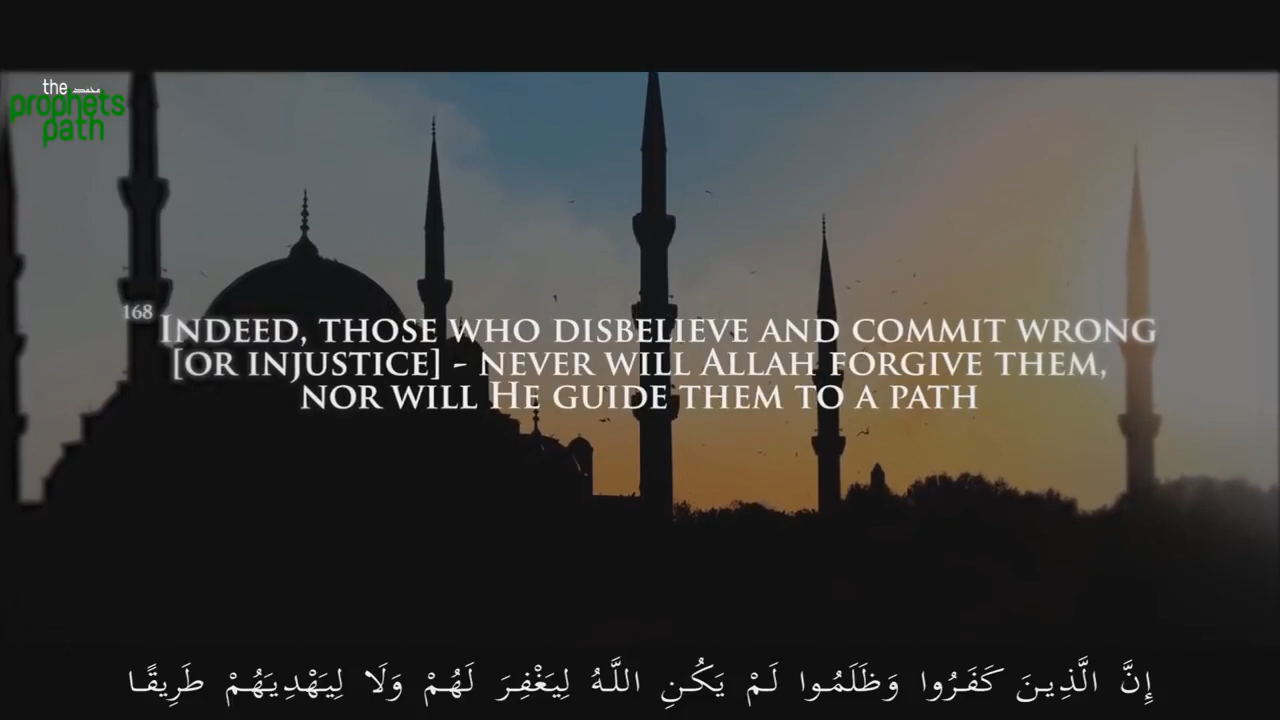 the محمد
prophets
path
168 Indeed, those who disbelieve and commit wrong
[or injustice] - never will Allah forgive them,
nor will He guide them to a path
إِنَّ الَّذِينَ كَفَرُوا وَظَلَمُوا لَمْ يَكُنِ اللَّهُ لِيَغْفِرَ لَهُمْ وَلَا لِيَهْدِيَهُمْ طَرِيقًا